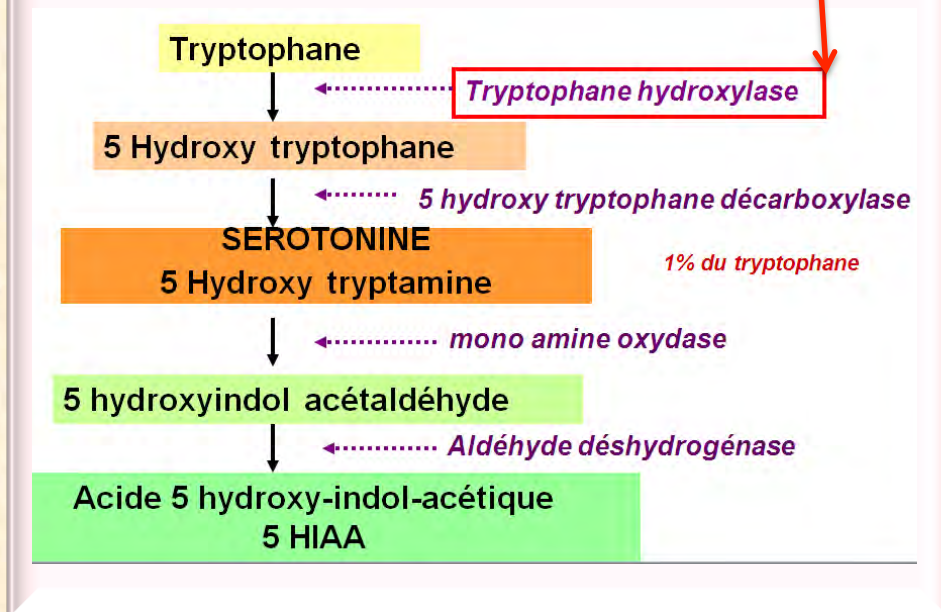 Tryptophane
Tryptophane hydroxylase
5 Hydroxy tryptophane
5 hydroxy tryptophane décarboxylase
SEROTONINE
5 Hydroxy tryptamine
1% du tryptophane
mono amine oxydase
5 hydroxyindol acétaldéhyde
Aldéhyde déshydrogénase
Acide 5 hydroxy-indol-acétique
5 HIAA